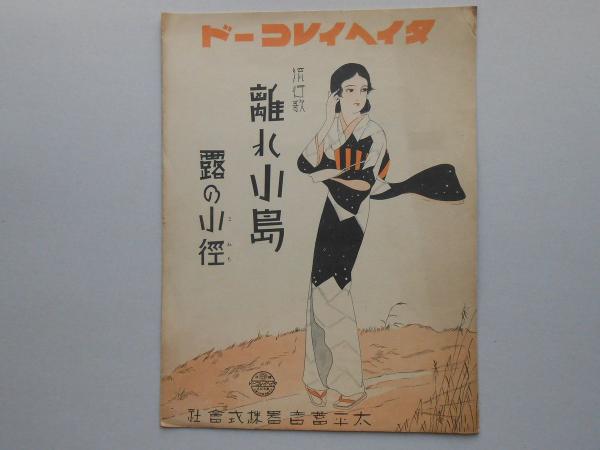 タイヘイレコード
流行歌
離れ小島
露の小徑
こみち
太平蓄音器株式會社